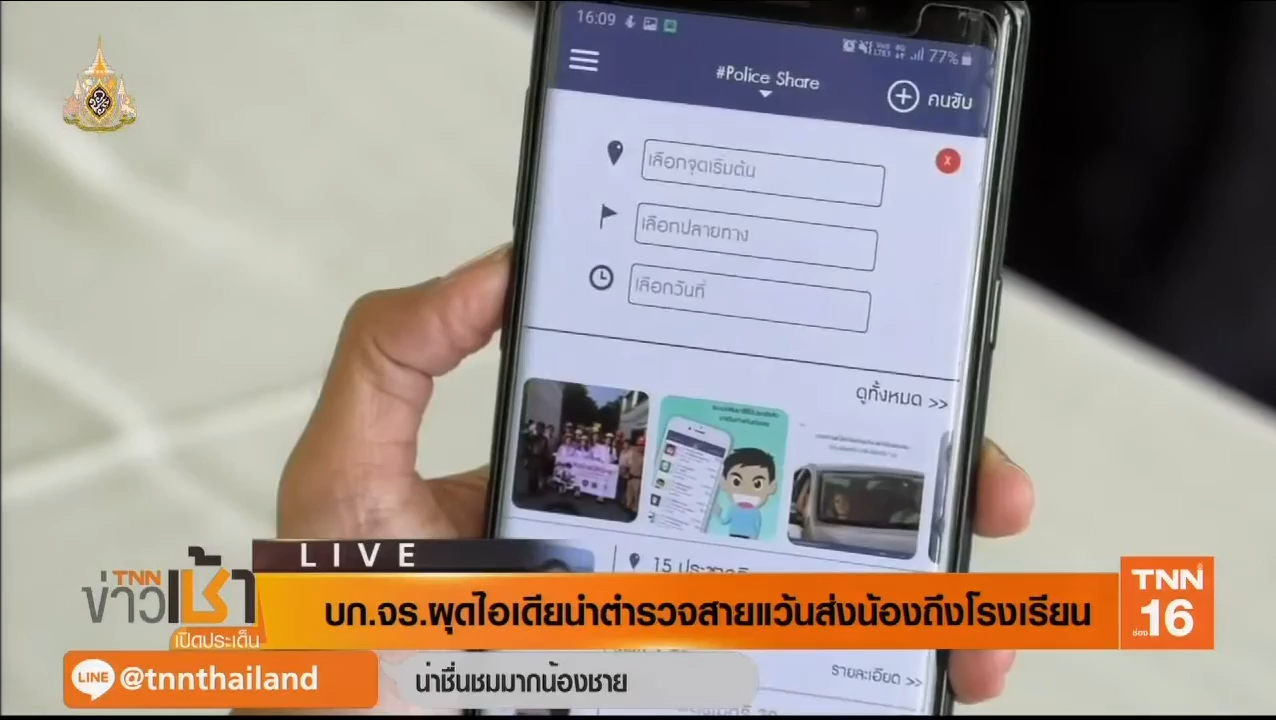 16:09
77%
#Police Share
คนขับ
X
เลือกจุดเริ่มต้น
เลือกปลายทาง
เลือกวันที่
ดูทั้งหมด >>
LIVE
TNN
ข่าวเช้า
เปิดประเด็น
บก.จร.ผุดไอเดียนำตำรวจสายแว้นส่งน้องถึงโรงเรียน
TNN
ช่อง 16
LINE @tnnthailand
น่าชื่นชมมากน้องชาย
รายละเอียด >>